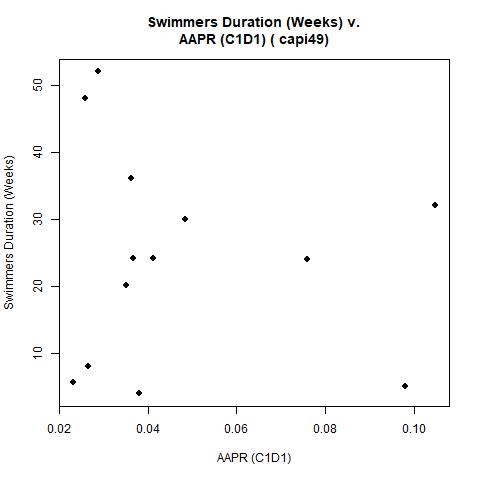 Swimmers Duration (Weeks) v.
AAPR (C1D1) ( capi49)
Swimmers Duration (Weeks)
50
40
30
20
10
0.02 0.04 0.06 0.08 0.10
AAPR (C1D1)